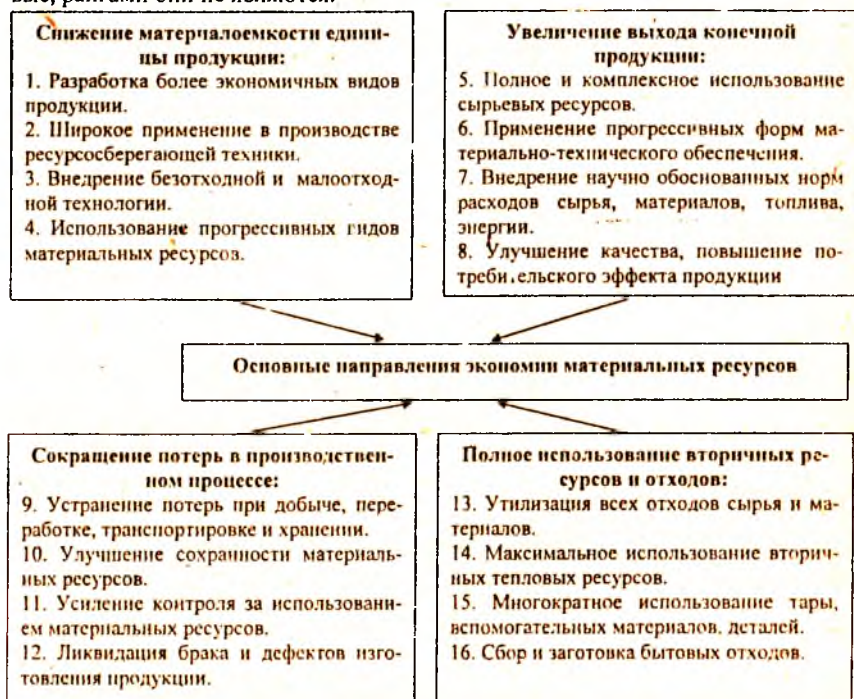 Снижение материалоемкости едини-
цы продукции:
1. Разработка более экономичных видов
продукции.
2. Широкое применение в производстве
ресурсосберегающей техники.
3. Внедрение безотходной и малоотход-
ной технологии.
4. Использование прогрессивных видов
материальных ресурсов.
Увеличение выхода конечной
продукции:
5. Полное и комплексное использование
сырьевых ресурсов.
6. Применение прогрессивных форм ма-
териально-технического обеспечения.
7. Внедрение научно обоснованных норм
расходов сырья, материалов, топлива,
энергии.
8. Улучшение качества, повышение по-
требительского эффекта продукции
Основные направления экономии материальных ресурсов
Сокращение потерь в производствен-
ном процессе:
9. Устранение потерь при добыче, пере-
работке, транспортировке и хранении.
10. Улучшение сохранности материаль-
ных ресурсов.
11. Усиление контроля за использовани-
ем материальных ресурсов.
12. Ликвидация брака и дефектов изго-
товления продукции.
Полное использование вторичных ре-
сурсов и отходов:
13. Утилизация всех отходов сырья и ма-
териалов.
14. Максимальное использование вторич-
ных тепловых ресурсов.
15. Многократное использование тары,
вспомогательных материалов, деталей.
16. Сбор и заготовка бытовых отходов.